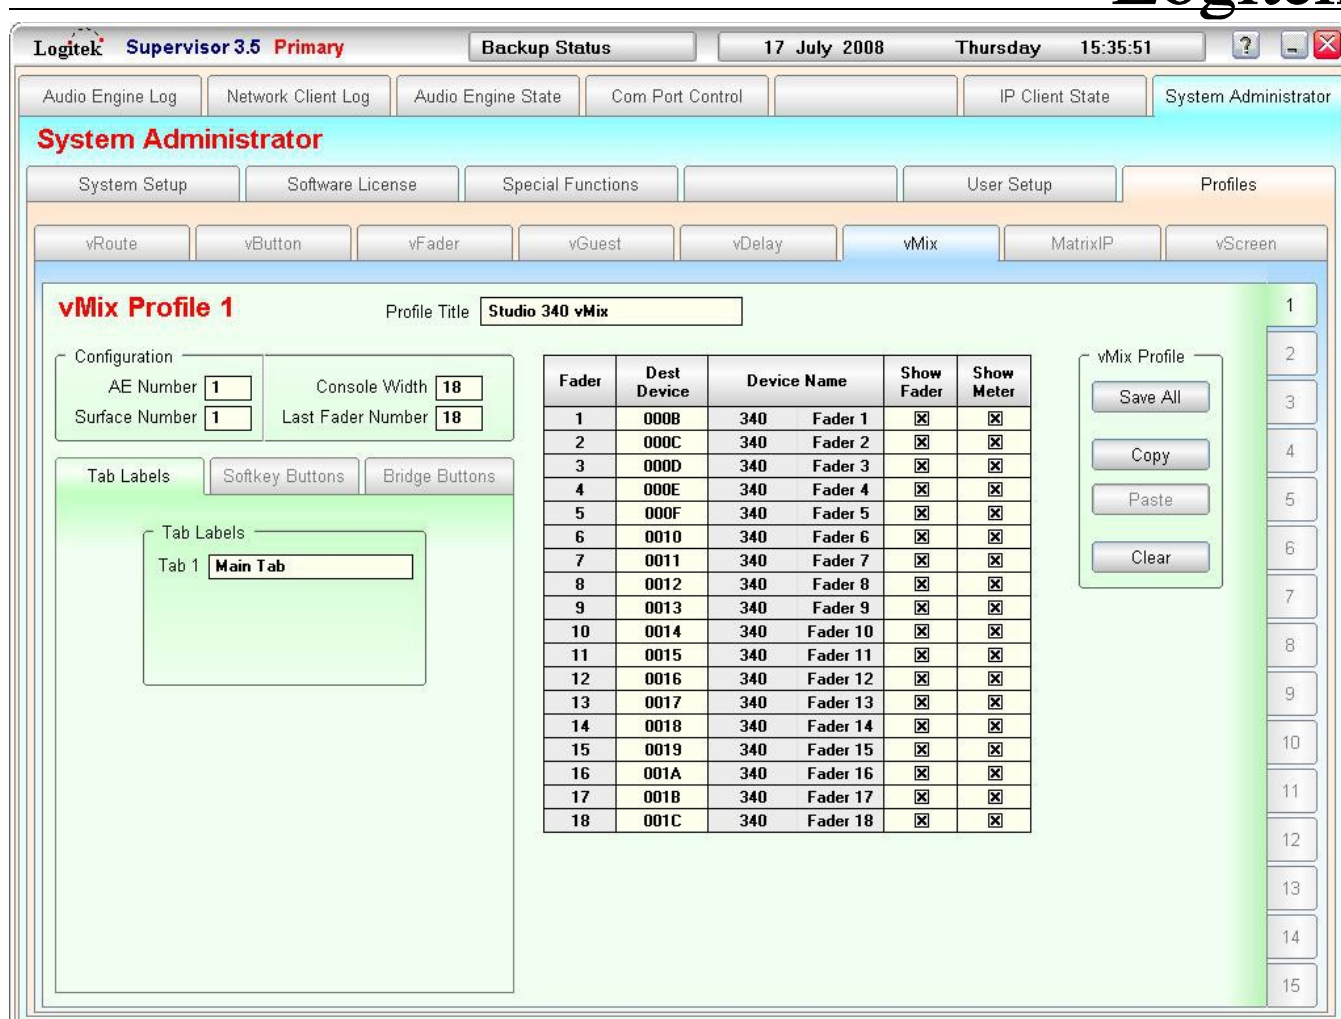 Logitek Supervisor 3.5 Primary Backup Status 17 July 2008 Thursday 15:35:51 ?
Audio Engine Log Network Client Log Audio Engine State Com Port Control IP Client State System Administrator
System Administrator
System Setup Software License Special Functions User Setup Profiles
vRoute vButton vFader vGuest vDelay vMix MatrixIP vScreen
vMix Profile 1 Profile Title Studio 340 vMix
Configuration
AE Number 1 Console Width 18
Surface Number 1 Last Fader Number 18
Tab Labels Softkey Buttons Bridge Buttons
Tab Labels
Tab 1 Main Tab
Fader Dest Device Device Name Show Fader Show Meter
1 000B 340 Fader 1
2 000C 340 Fader 2
3 000D 340 Fader 3
4 000E 340 Fader 4
5 000F 340 Fader 5
6 0010 340 Fader 6
7 0011 340 Fader 7
8 0012 340 Fader 8
9 0013 340 Fader 9
10 0014 340 Fader 10
11 0015 340 Fader 11
12 0016 340 Fader 12
13 0017 340 Fader 13
14 0018 340 Fader 14
15 0019 340 Fader 15
16 001A 340 Fader 16
17 001B 340 Fader 17
18 001C 340 Fader 18
vMix Profile
Save All
Copy
Paste
Clear
1
2
3
4
5
6
7
8
9
10
11
12
13
14
15